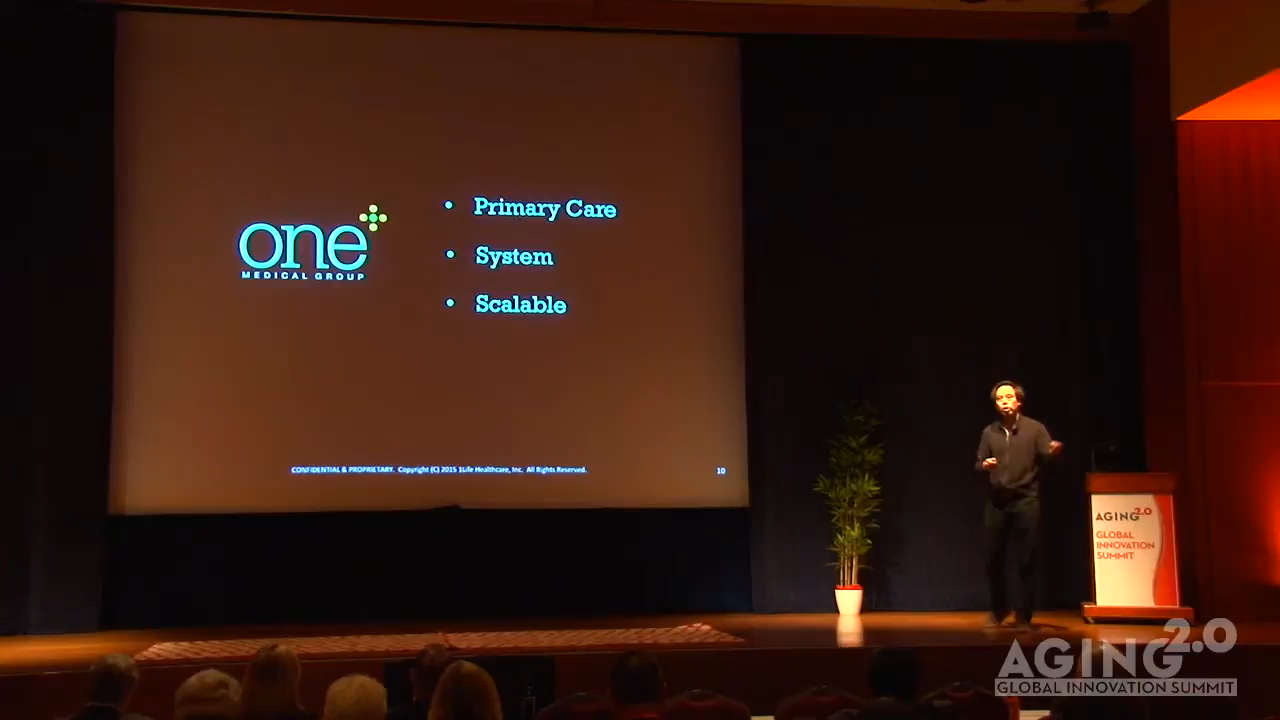 one
MEDICAL GROUP
• Primary Care
• System
• Scalable
CONFIDENTIAL & PROPRIETARY. Copyright (C) 2015 1Life Healthcare, Inc. All Rights Reserved.
10
AGING2.0
GLOBAL
INNOVATION
SUMMIT
AGING2.0
GLOBAL INNOVATION SUMMIT